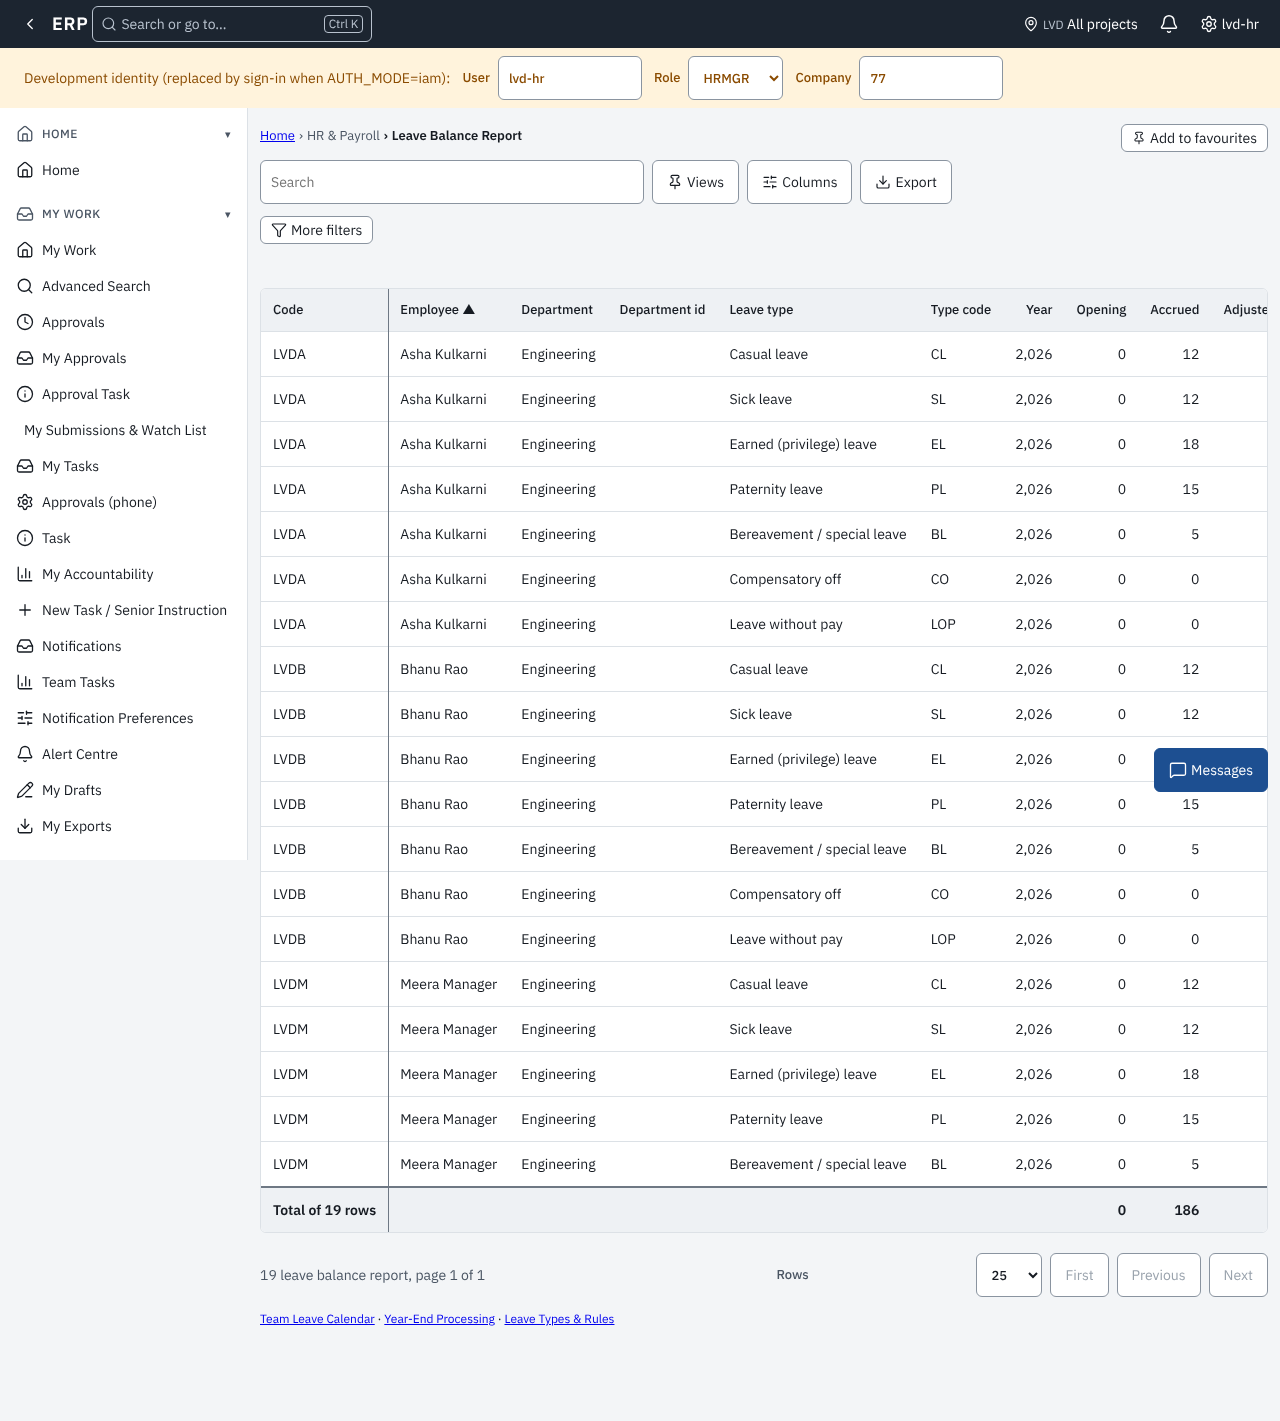 ERP
Search or go to...
Ctrl K
LVD All projects
lvd-hr
Development identity (replaced by sign-in when AUTH_MODE=iam):
User
lvd-hr
Role
HRMGR
Company
77
HOME
Home
MY WORK
My Work
Advanced Search
Approvals
My Approvals
Approval Task
My Submissions & Watch List
My Tasks
Approvals (phone)
Task
My Accountability
New Task / Senior Instruction
Notifications
Team Tasks
Notification Preferences
Alert Centre
My Drafts
My Exports
Home › HR & Payroll › Leave Balance Report
Add to favourites
Search
Views
Columns
Export
More filters
Code Employee ▲ Department Department id Leave type Type code Year Opening Accrued Adjuste
LVDA Asha Kulkarni Engineering Casual leave CL 2,026 0 12
LVDA Asha Kulkarni Engineering Sick leave SL 2,026 0 12
LVDA Asha Kulkarni Engineering Earned (privilege) leave EL 2,026 0 18
LVDA Asha Kulkarni Engineering Paternity leave PL 2,026 0 15
LVDA Asha Kulkarni Engineering Bereavement / special leave BL 2,026 0 5
LVDA Asha Kulkarni Engineering Compensatory off CO 2,026 0 0
LVDA Asha Kulkarni Engineering Leave without pay LOP 2,026 0 0
LVDB Bhanu Rao Engineering Casual leave CL 2,026 0 12
LVDB Bhanu Rao Engineering Sick leave SL 2,026 0 12
LVDB Bhanu Rao Engineering Earned (privilege) leave EL 2,026 0
Messages
LVDB Bhanu Rao Engineering Paternity leave PL 2,026 0 15
LVDB Bhanu Rao Engineering Bereavement / special leave BL 2,026 0 5
LVDB Bhanu Rao Engineering Compensatory off CO 2,026 0 0
LVDB Bhanu Rao Engineering Leave without pay LOP 2,026 0 0
LVDM Meera Manager Engineering Casual leave CL 2,026 0 12
LVDM Meera Manager Engineering Sick leave SL 2,026 0 12
LVDM Meera Manager Engineering Earned (privilege) leave EL 2,026 0 18
LVDM Meera Manager Engineering Paternity leave PL 2,026 0 15
LVDM Meera Manager Engineering Bereavement / special leave BL 2,026 0 5
Total of 19 rows 0 186
19 leave balance report, page 1 of 1
Rows
25
First
Previous
Next
Team Leave Calendar · Year-End Processing · Leave Types & Rules